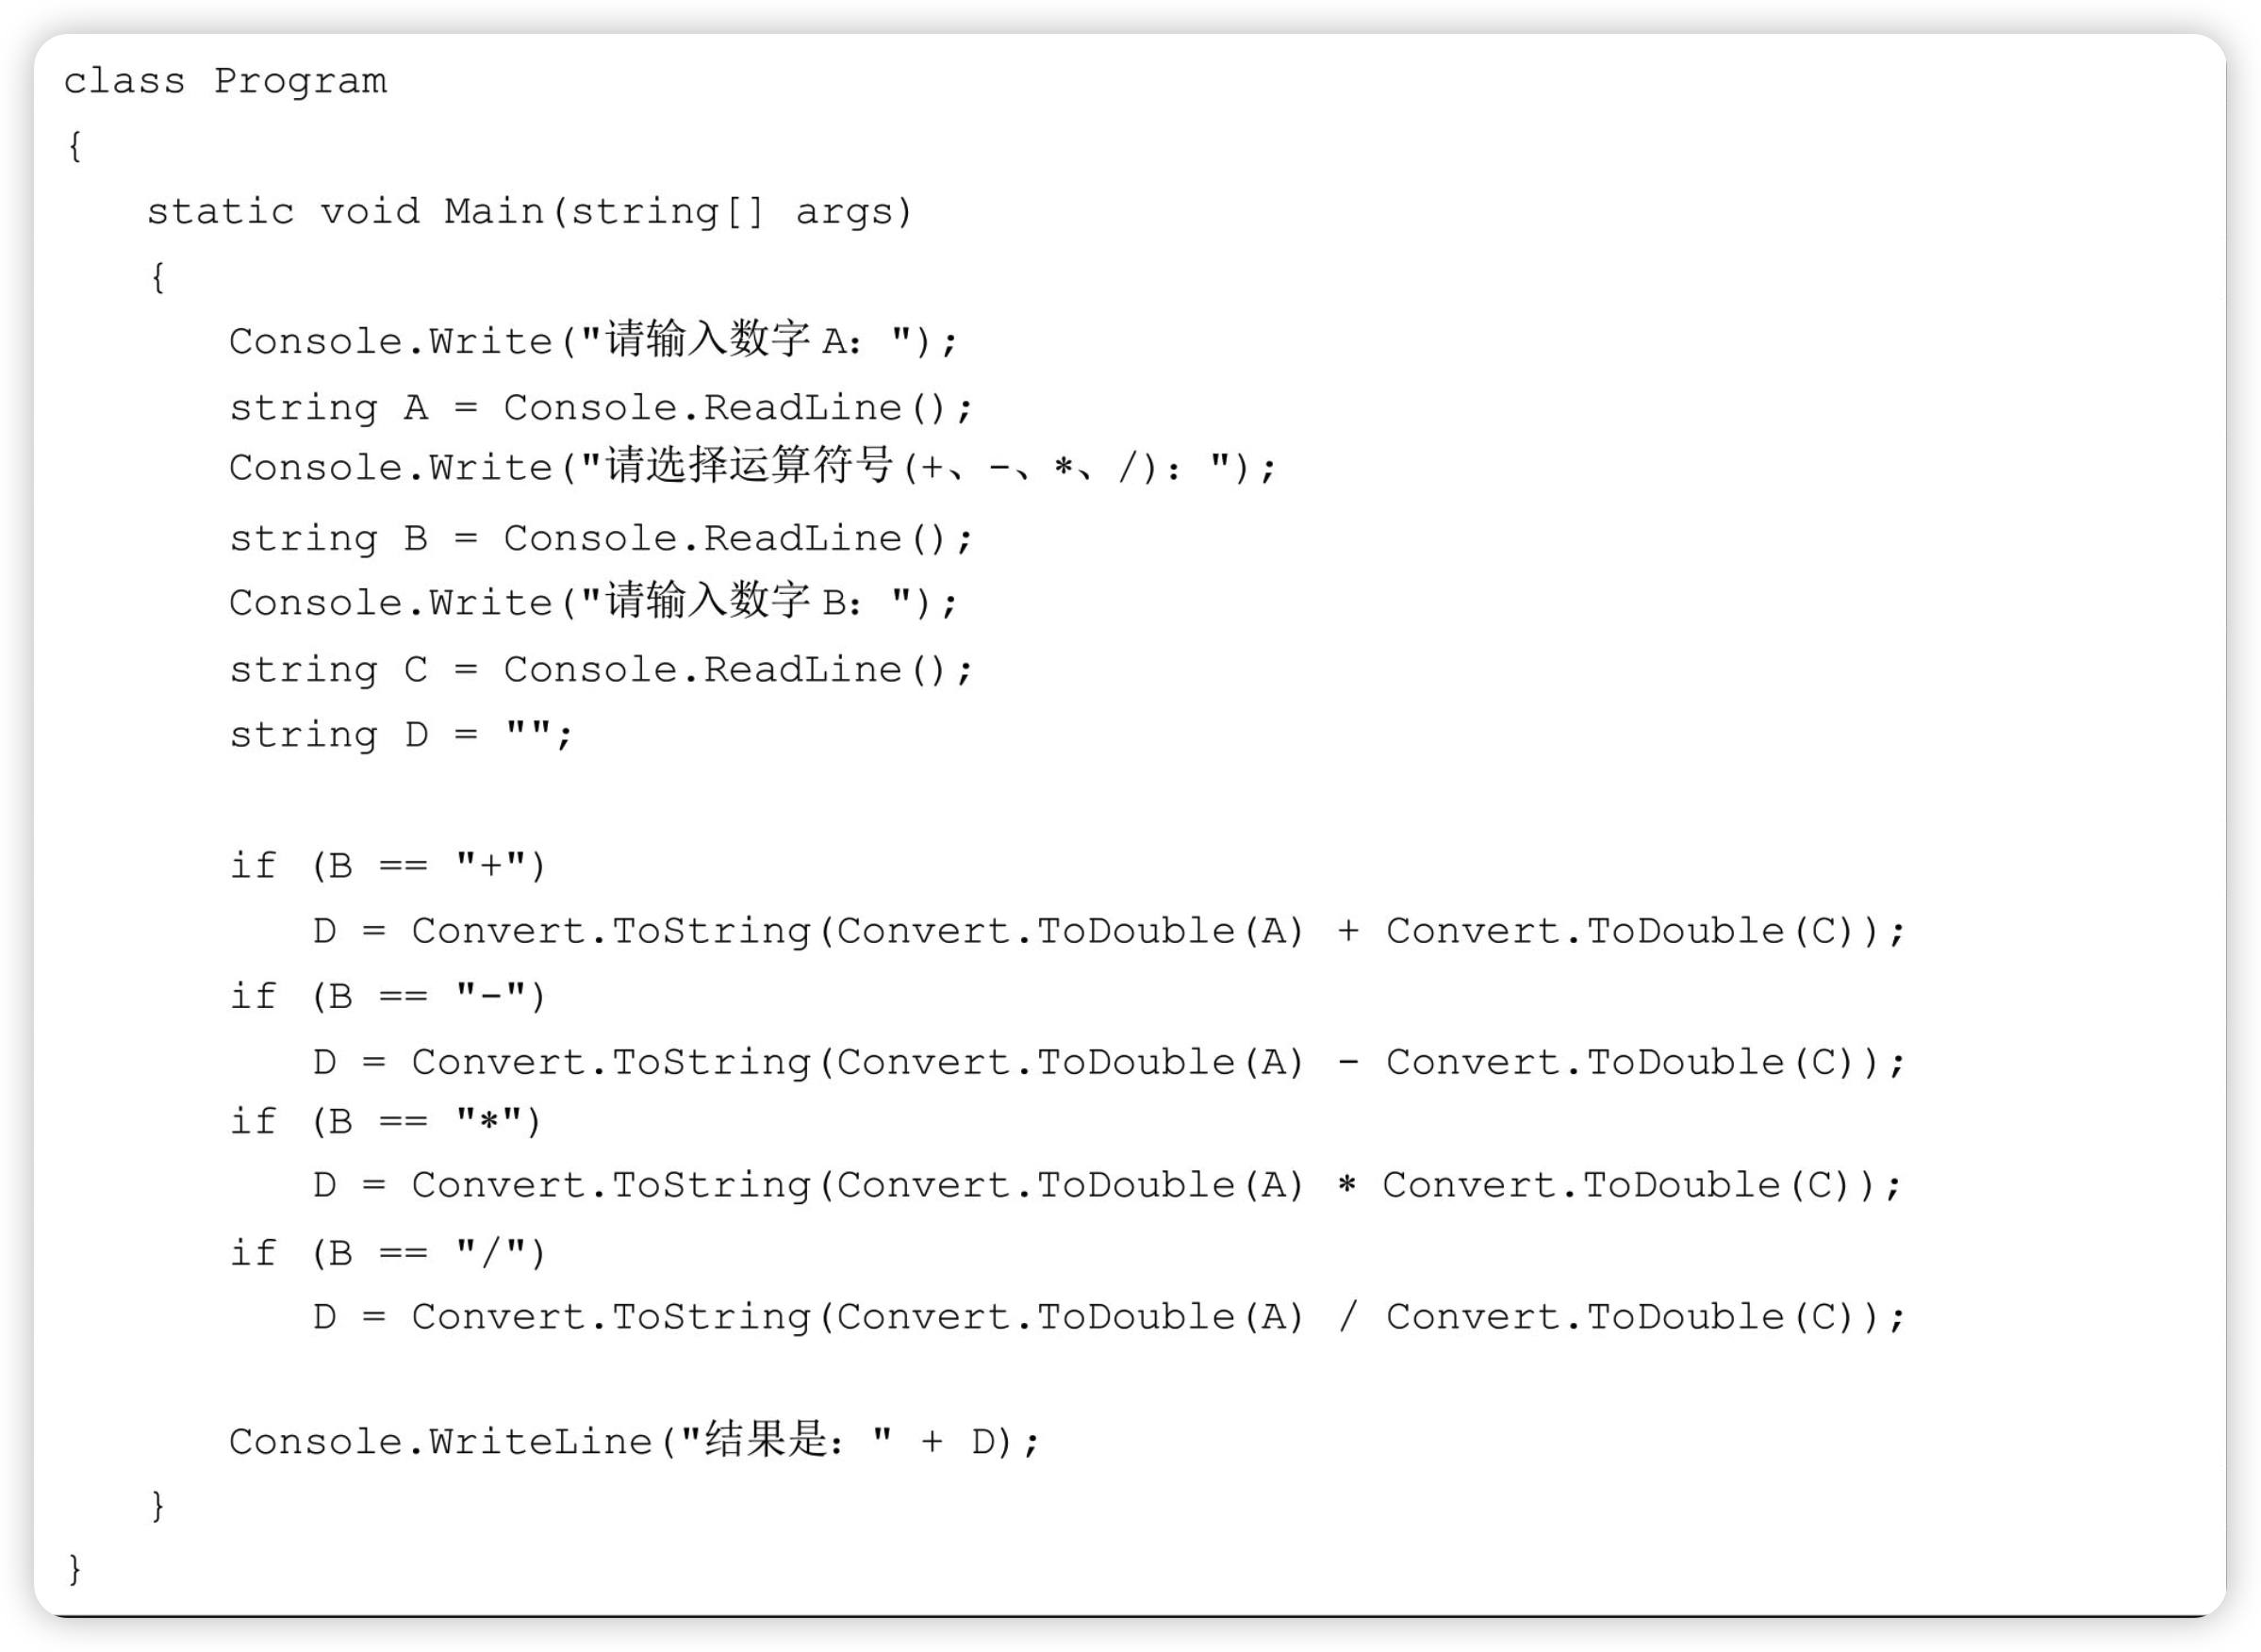 class Program
{
static void Main(string[] args)
{
Console.Write("请输入数字 A：");
string A = Console.ReadLine();
Console.Write("请选择运算符号(+、-、*、/)：");
string B = Console.ReadLine();
Console.Write("请输入数字 B：");
string C = Console.ReadLine();
string D = "";
if (B == "+")
D = Convert.ToString(Convert.ToDouble(A) + Convert.ToDouble(C));
if (B == "-")
D = Convert.ToString(Convert.ToDouble(A) - Convert.ToDouble(C));
if (B == "*")
D = Convert.ToString(Convert.ToDouble(A) * Convert.ToDouble(C));
if (B == "/")
D = Convert.ToString(Convert.ToDouble(A) / Convert.ToDouble(C));
Console.WriteLine("结果是：" + D);
}
}